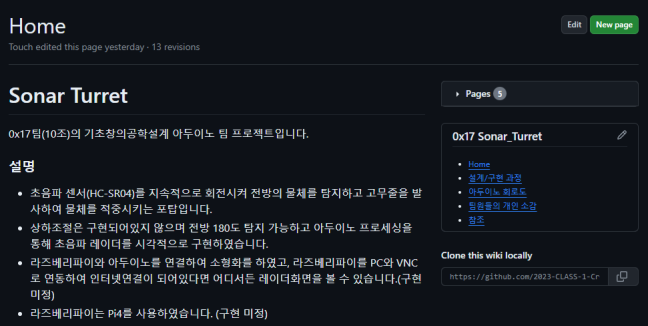 Home
Edit
New page
Touch edited this page yesterday · 13 revisions
Sonar Turret
0x17팀(10조)의 기초창의공학설계 아두이노 팀 프로젝트입니다.
설명
초음파 센서(HC-SR04)를 지속적으로 회전시켜 전방의 물체를 탐지하고 고무줄을 발
사하여 물체를 적중시키는 포탑입니다.
상하조절은 구현되어있지 않으며 전방 180도 탐지 가능하고 아두이노 프로세싱을
통해 초음파 레이더를 시각적으로 구현하였습니다.
라즈베리파이와 아두이노를 연결하여 소형화를 하였고, 라즈베리파이를 PC와 VNC
로 연동하여 인터넷연결이 되어있다면 어디서든 레이더화면을 볼 수 있습니다.(구현
미정)
라즈베리파이는 Pi4를 사용하였습니다. (구현 미정)
Pages 5
0x17 Sonar_Turret
Home
설계/구현 과정
아두이노 회로도
팀원들의 개인 소감
참조
Clone this wiki locally
https://github.com/2023-CLASS-1-Cr